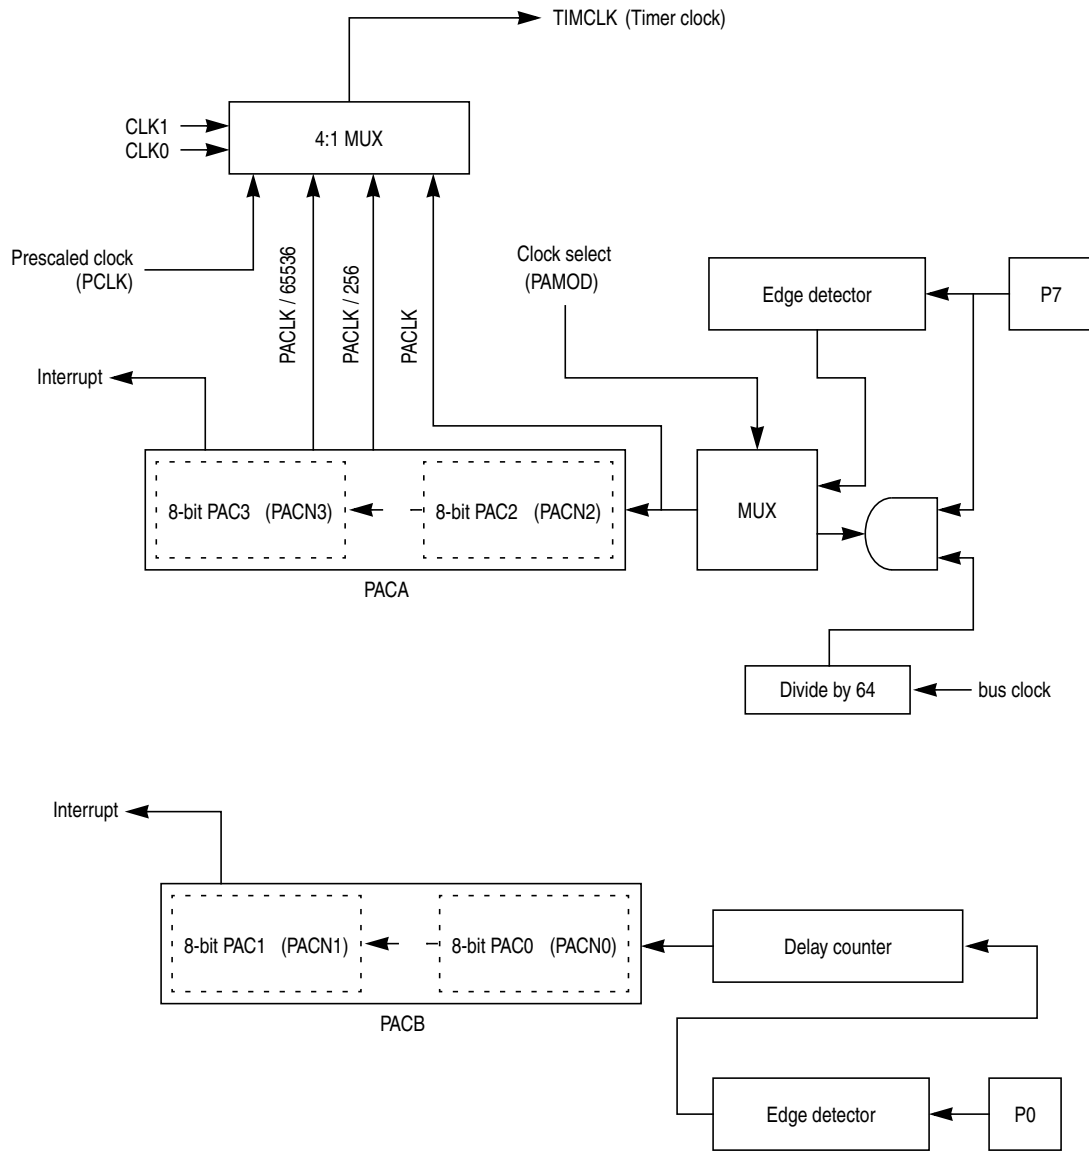 TIMCLK (Timer clock)
CLK1
CLK0
4:1 MUX
Prescaled clock
(PCLK)
PACLK / 65536
PACLK / 256
PACLK
Clock select
(PAMOD)
Edge detector
P7
Interrupt
8-bit PAC3 (PACN3)
8-bit PAC2 (PACN2)
MUX
PACA
Divide by 64
bus clock
Interrupt
8-bit PAC1 (PACN1)
8-bit PAC0 (PACN0)
Delay counter
PACB
Edge detector
P0